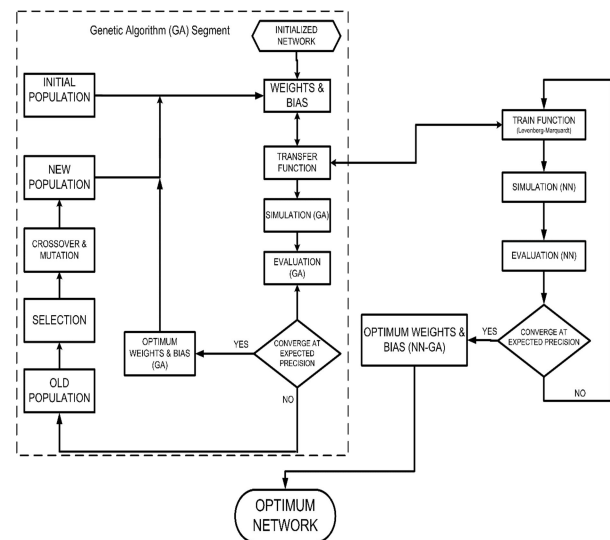 Genetic Algorithm (GA) Segment
INITIALIZED
NETWORK
INITIAL
POPULATION
WEIGHTS &
BIAS
TRAIN FUNCTION
(Levenberg-Marquardt)
NEW
POPULATION
TRANSFER
FUNCTION
SIMULATION (NN)
SIMULATION (GA)
CROSSOVER &
MUTATION
EVALUATION
(GA)
EVALUATION (NN)
SELECTION
OPTIMUM
WEIGHTS & BIAS
(GA)
YES
CONVERGE AT
EXPECTED
PRECISION
OPTIMUM WEIGHTS &
BIAS (NN-GA)
YES
CONVERGE AT
EXPECTED PRECISION
OLD
POPULATION
NO
NO
OPTIMUM
NETWORK